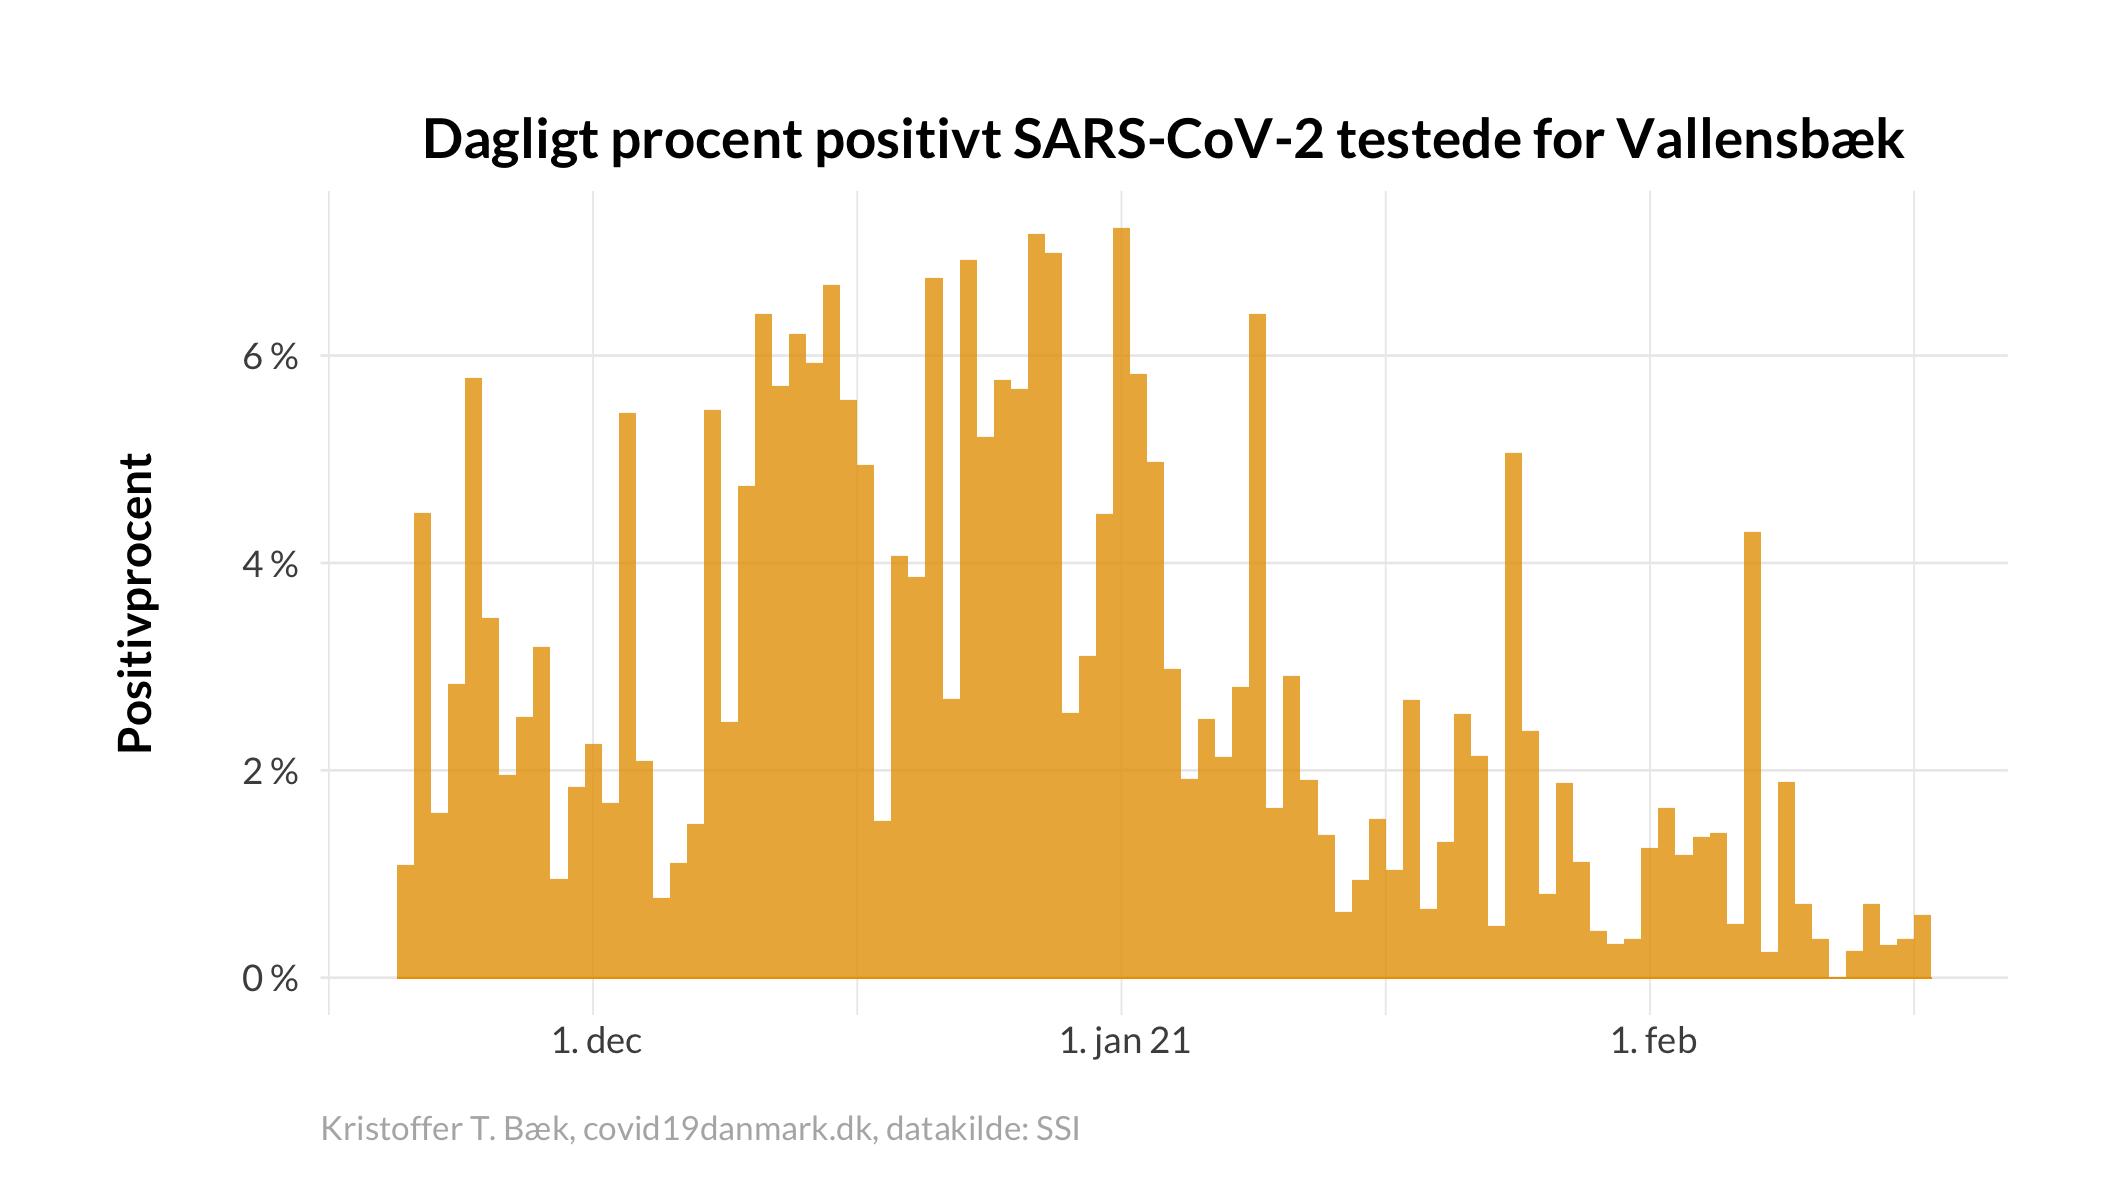 Dagligt procent positivt SARS-CoV-2 testede for Vallensbæk
Positivprocent
6 %
4 %
2 %
0 %
1. dec
1. jan 21
1. feb
Kristoffer T. Bæk, covid19danmark.dk, datakilde: SSI